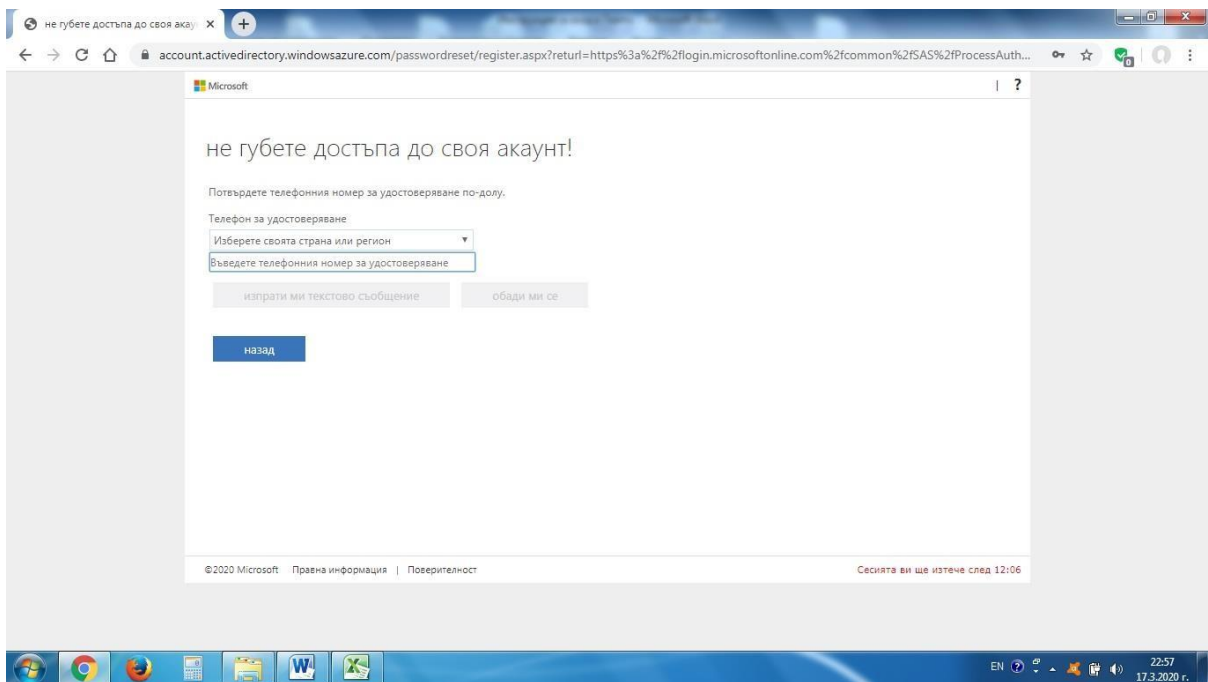 не губете достъпа до своя акау
account.activedirectory.windowsazure.com/passwordreset/register.aspx?returl=https%3a%2f%2flogin.microsoftonline.com%2fcommon%2fSAS%2fProcessAuth...
0
Microsoft | ?
не губете достъпа до своя акаунт!
Потвърдете телефонния номер за удостоверяване по-долу.
Телефон за удостоверяване
Изберете своята страна или регион
Въведете телефонния номер за удостоверяване
изпрати ми текстово съобщение обади ми се
назад
©2020 Microsoft Правна информация | Поверителност Сесията ви ще изтече след 12:06
EN 22:57
17.3.2020 г.